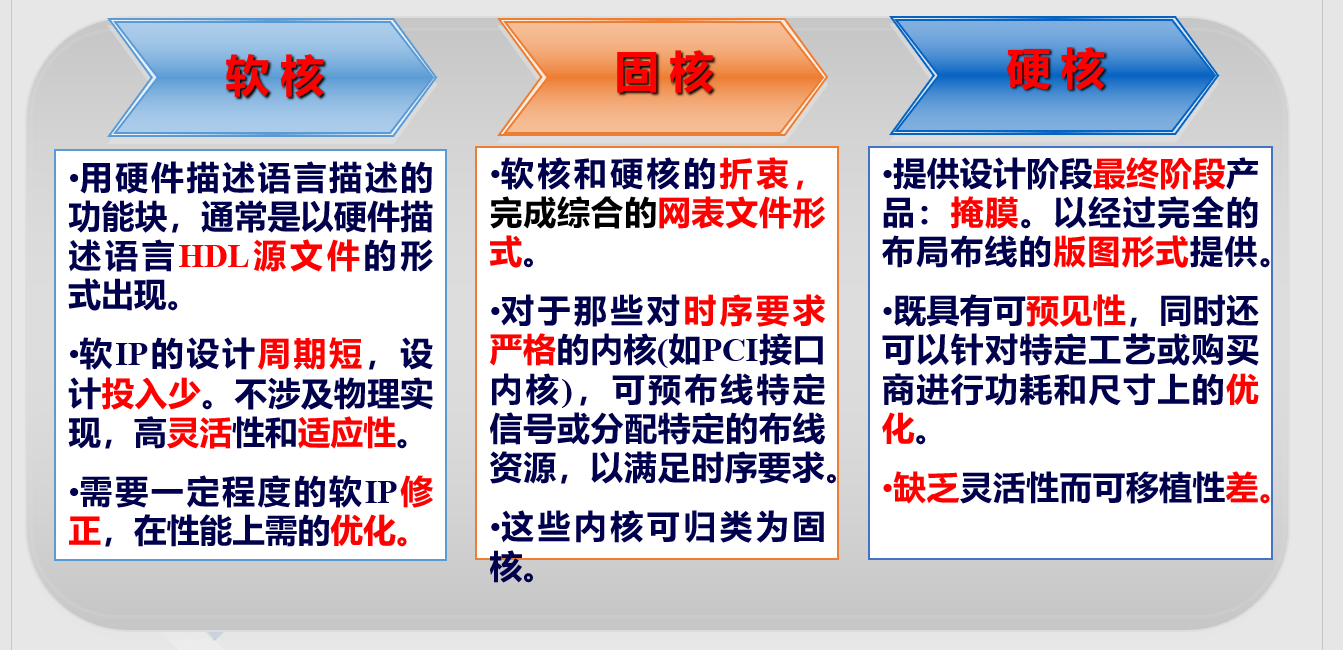 软核
•用硬件描述语言描述的
功能块，通常是以硬件描
述语言HDL源文件的形
式出现。
•软IP的设计周期短，设
计投入少。不涉及物理实
现，高灵活性和适应性。
•需要一定程度的软IP修
正，在性能上需的优化。
固核
•软核和硬核的折衷，
完成综合的网表文件形
式。
•对于那些对时序要求
严格的内核(如PCI接口
内核)，可预布线特定
信号或分配特定的布线
资源，以满足时序要求。
•这些内核可归类为固
核。
硬核
•提供设计阶段最终阶段产
品：掩膜。以经过完全的
布局布线的版图形式提供。
•既具有可预见性，同时还
可以针对特定工艺或购买
商进行功耗和尺寸上的优
化。
•缺乏灵活性而可移植性差。